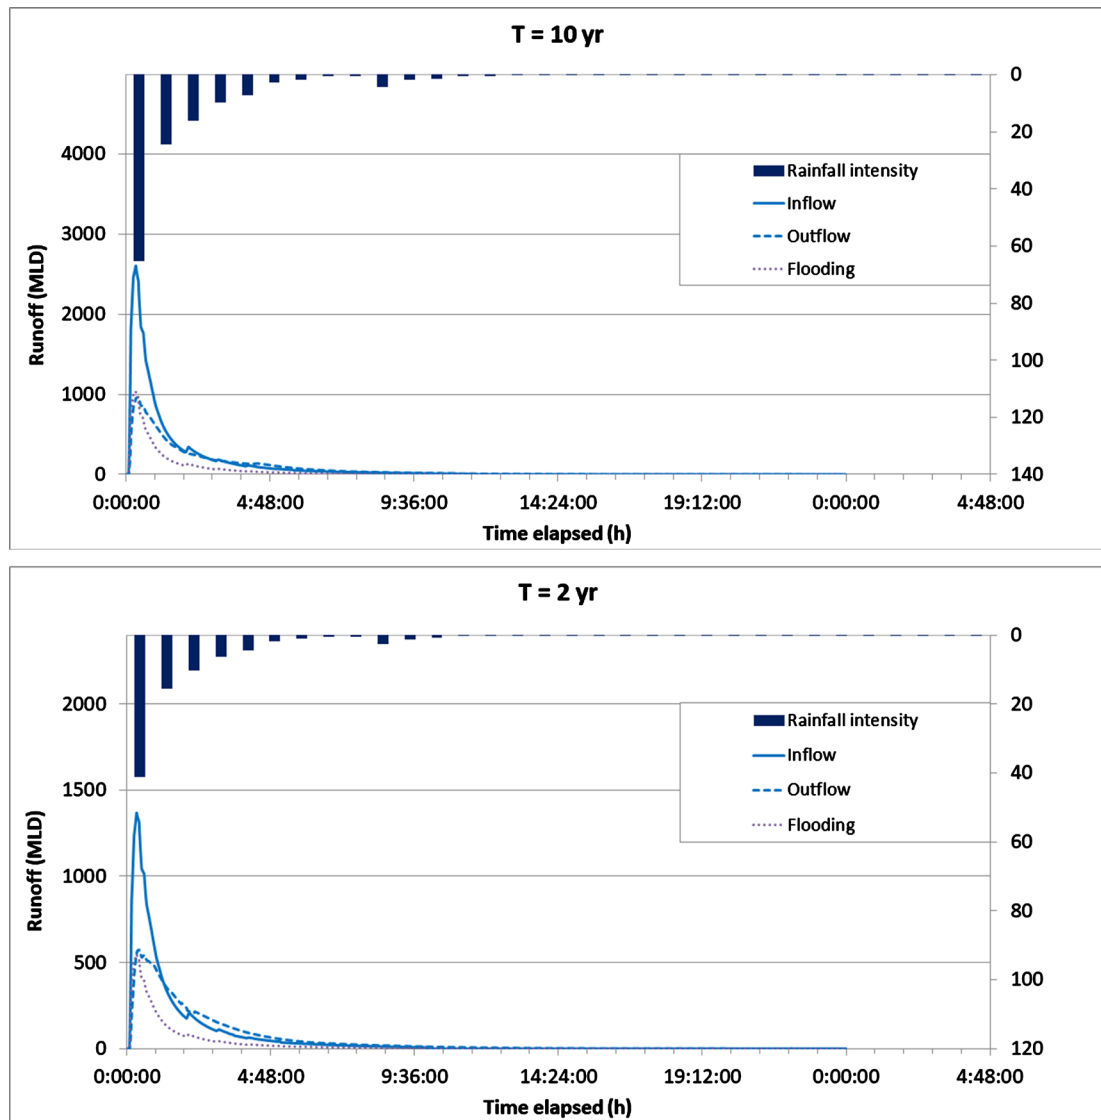 T = 10 yr
0
20
4000
Rainfall intensity
40
Inflow
3000
Outflow
60
Flooding
2000
80
100
1000
120
0
140
Runoff (MLD)
0:00:00 4:48:00 9:36:00 14:24:00 19:12:00 0:00:00 4:48:00
Time elapsed (h)
T = 2 yr
0
2000
20
Rainfall intensity
1500
40
Inflow
Outflow
60
Flooding
1000
80
500
100
0
120
Runoff (MLD)
0:00:00 4:48:00 9:36:00 14:24:00 19:12:00 0:00:00 4:48:00
Time elapsed (h)